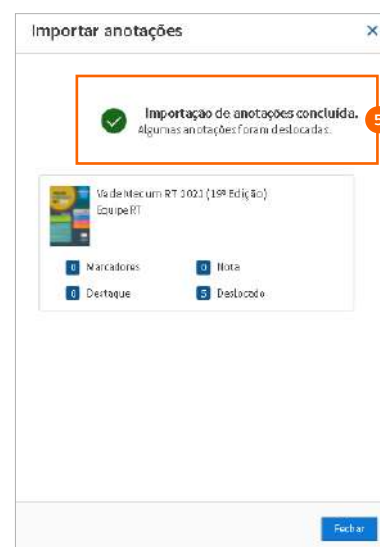 Importar anotações
×
Importação de anotações concluída.
Algumas anotações foram deslocadas.
5
Vade Mecum RT 2023 (19ª Edição)
Equipe RT
0 Marcadores
0 Nota
0 Destaque
5 Deslocado
Fechar